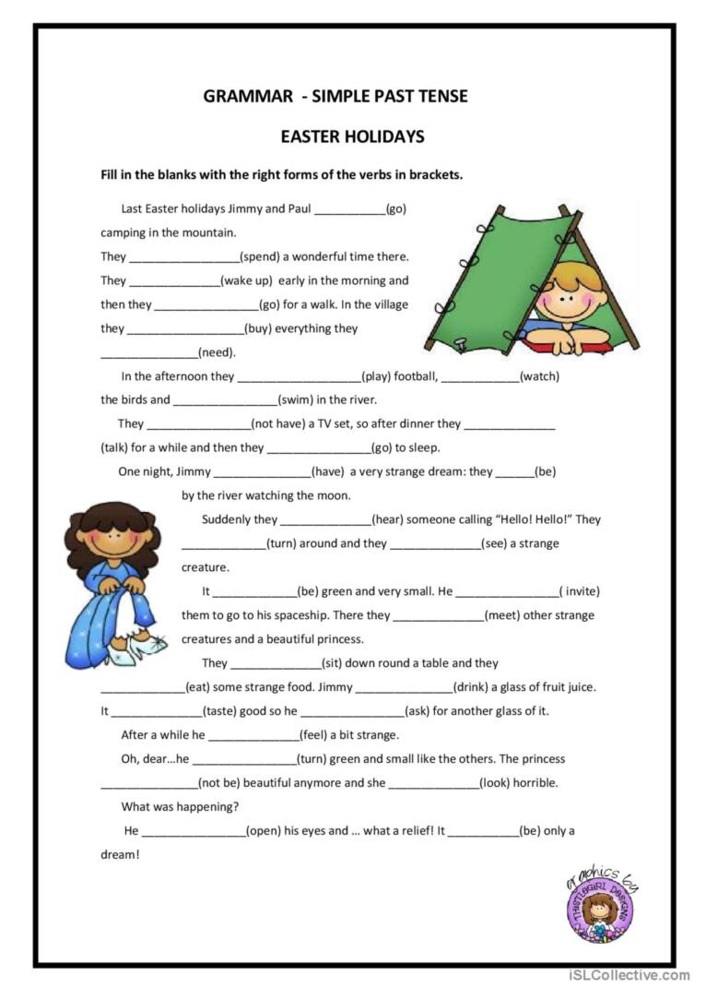 GRAMMAR - SIMPLE PAST TENSE
EASTER HOLIDAYS
Fill in the blanks with the right forms of the verbs in brackets.
Last Easter holidays Jimmy and Paul ___________(go)
camping in the mountain.
They _________________(spend) a wonderful time there.
They ______________(wake up) early in the morning and
then they ________________(go) for a walk. In the village
they __________________(buy) everything they
_______________(need).
In the afternoon they ___________________(play) football, ____________(watch)
the birds and ________________(swim) in the river.
They ________________(not have) a TV set, so after dinner they ______________
(talk) for a while and then they ________________(go) to sleep.
One night, Jimmy _______________(have) a very strange dream: they ______(be)
by the river watching the moon.
Suddenly they ______________(hear) someone calling “Hello! Hello!” They
_____________(turn) around and they ______________(see) a strange
creature.
It _____________(be) green and very small. He ________________( invite)
them to go to his spaceship. There they ______________(meet) other strange
creatures and a beautiful princess.
They ______________(sit) down round a table and they
_____________(eat) some strange food. Jimmy _______________(drink) a glass of fruit juice.
It ______________(taste) good so he ________________(ask) for another glass of it.
After a while he ______________(feel) a bit strange.
Oh, dear…he ________________(turn) green and small like the others. The princess
_______________(not be) beautiful anymore and she ______________(look) horrible.
What was happening?
He ________________(open) his eyes and … what a relief! It ___________(be) only a
dream!
graphics by
THISTLEGIRL DESIGNS
iSLCollective.com